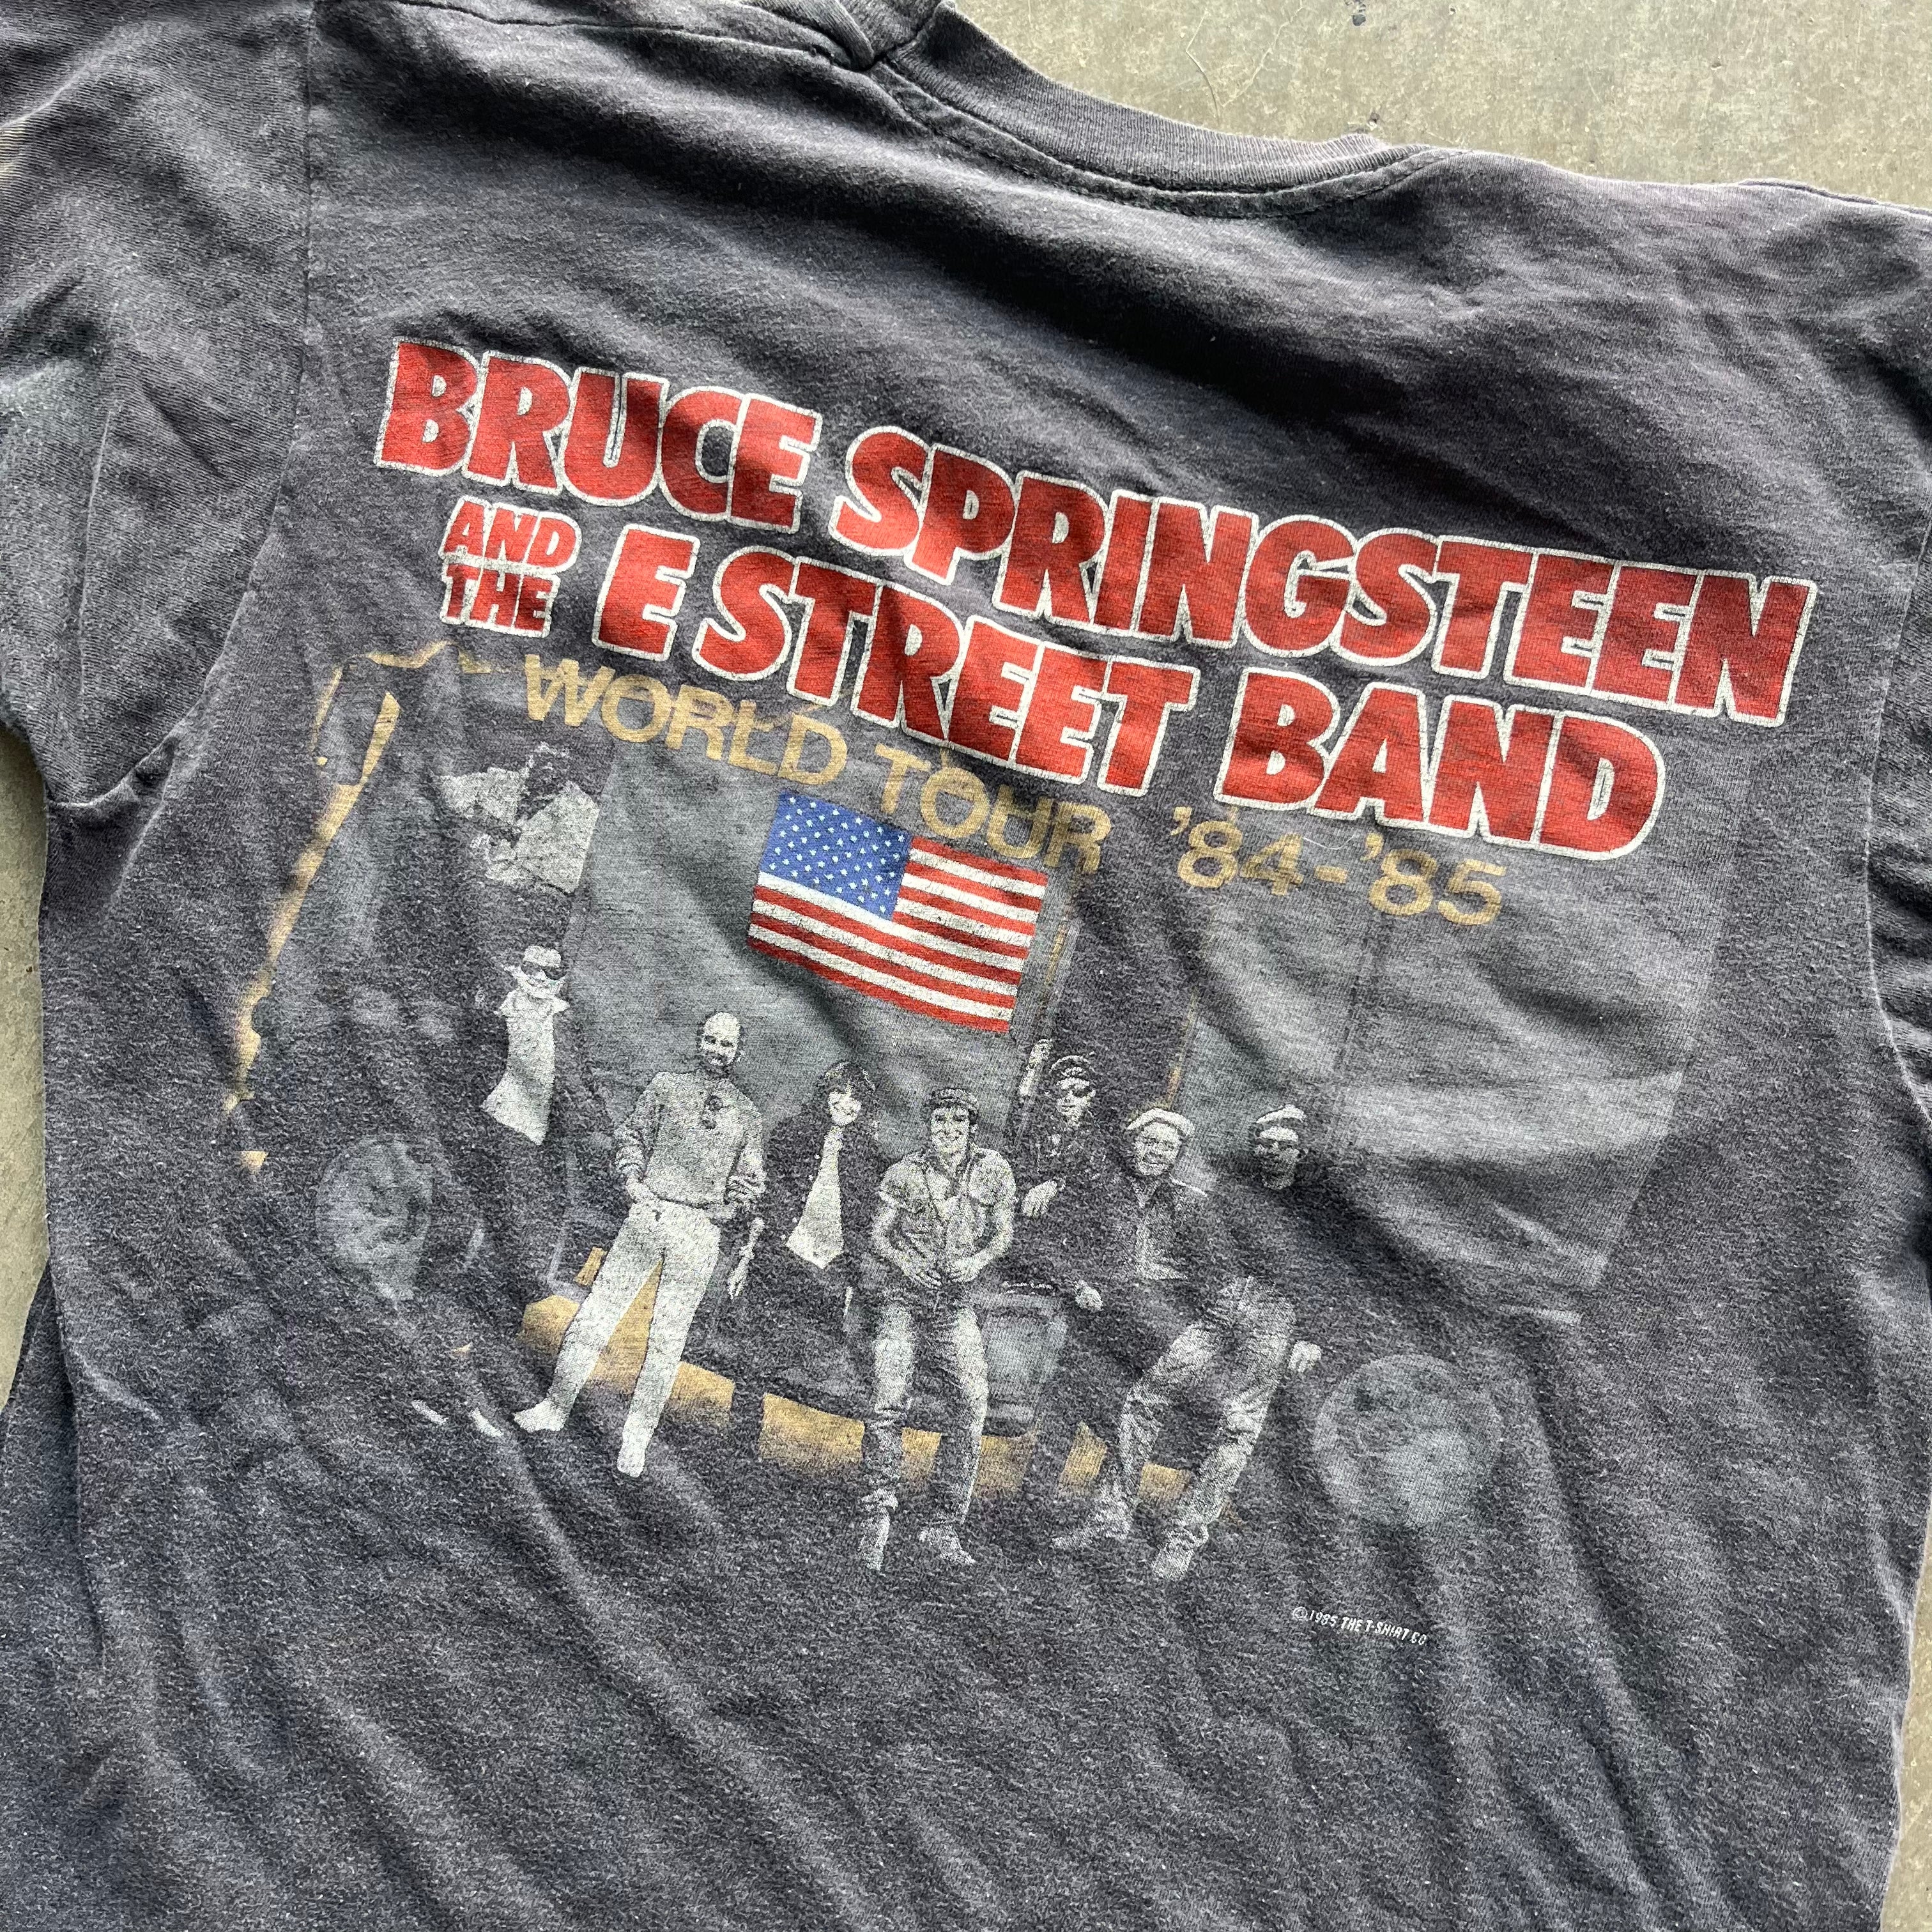 BRUCE SPRINGSTEEN
AND THE E STREET BAND
WORLD TOUR '84-'85
©1985 THE T-SHIRT CO